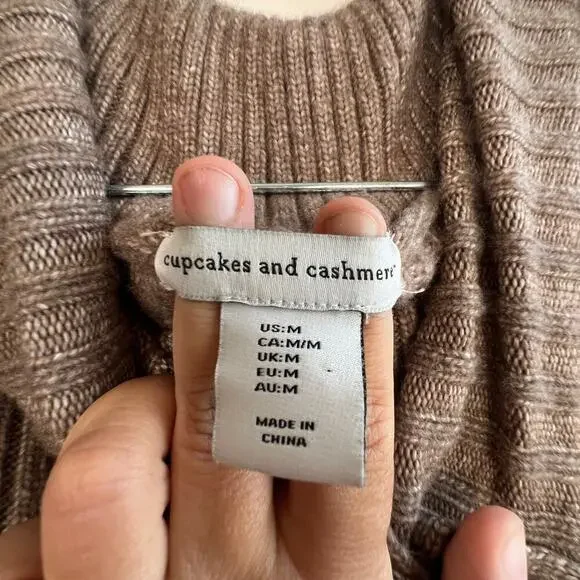 cupcakes and cashmere
US:M
CA:M/M
UK:M
EU:M
AU:M
MADE IN
CHINA